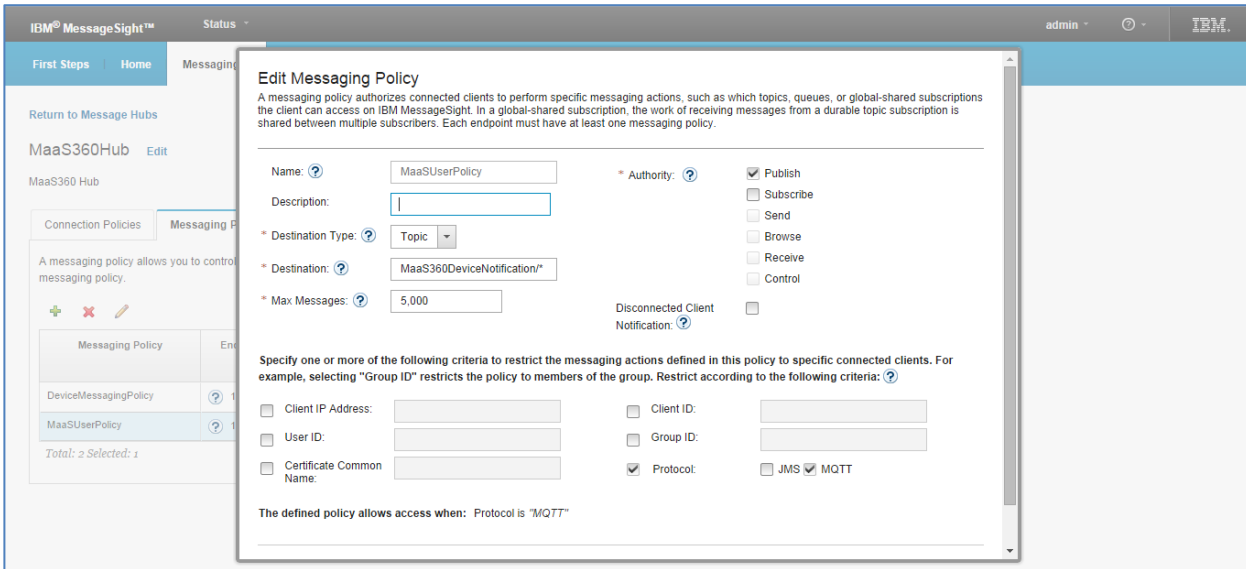 IBM® MessageSight™
Status
admin
IBM.
First Steps
Home
Messaging
Return to Message Hubs
MaaS360Hub Edit
MaaS360 Hub
Connection Policies
Messaging P
A messaging policy allows you to control
messaging policy.
Messaging Policy
En
DeviceMessagingPolicy
? 1
MaaSUserPolicy
? 1
Total: 2 Selected: 1
Edit Messaging Policy
A messaging policy authorizes connected clients to perform specific messaging actions, such as which topics, queues, or global-shared subscriptions
the client can access on IBM MessageSight. In a global-shared subscription, the work of receiving messages from a durable topic subscription is
shared between multiple subscribers. Each endpoint must have at least one messaging policy.
Name: ? MaaSUserPolicy
Description:
* Destination Type: ? Topic
* Destination: ? MaaS360DeviceNotification/*
* Max Messages: ? 5,000
* Authority: ? Publish
Subscribe
Send
Browse
Receive
Control
Disconnected Client
Notification: ?
Specify one or more of the following criteria to restrict the messaging actions defined in this policy to specific connected clients. For
example, selecting "Group ID" restricts the policy to members of the group. Restrict according to the following criteria: ?
Client IP Address:
Client ID:
User ID:
Group ID:
Certificate Common
Name:
Protocol: JMS MQTT
The defined policy allows access when: Protocol is "MQTT"